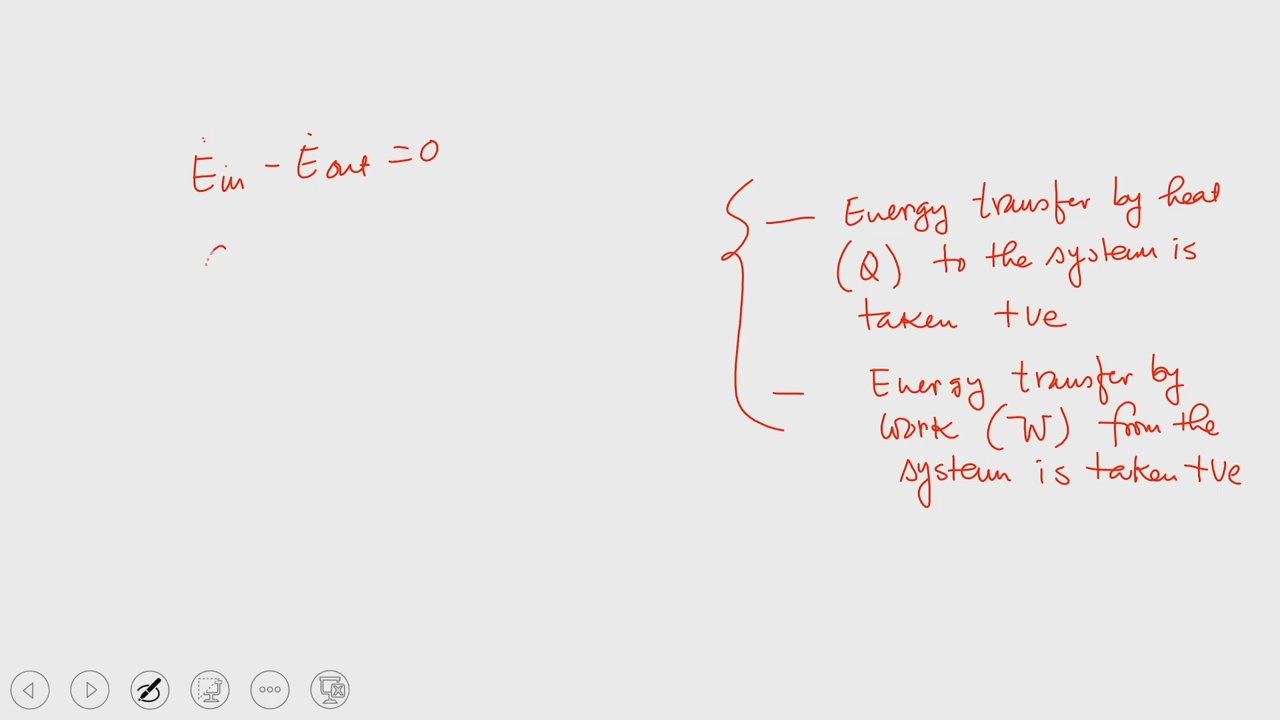 Ėin - Ėout = 0
— Energy transfer by heat
(Q) to the system is
taken +ve
— Energy transfer by
work (W) from the
system is taken +ve